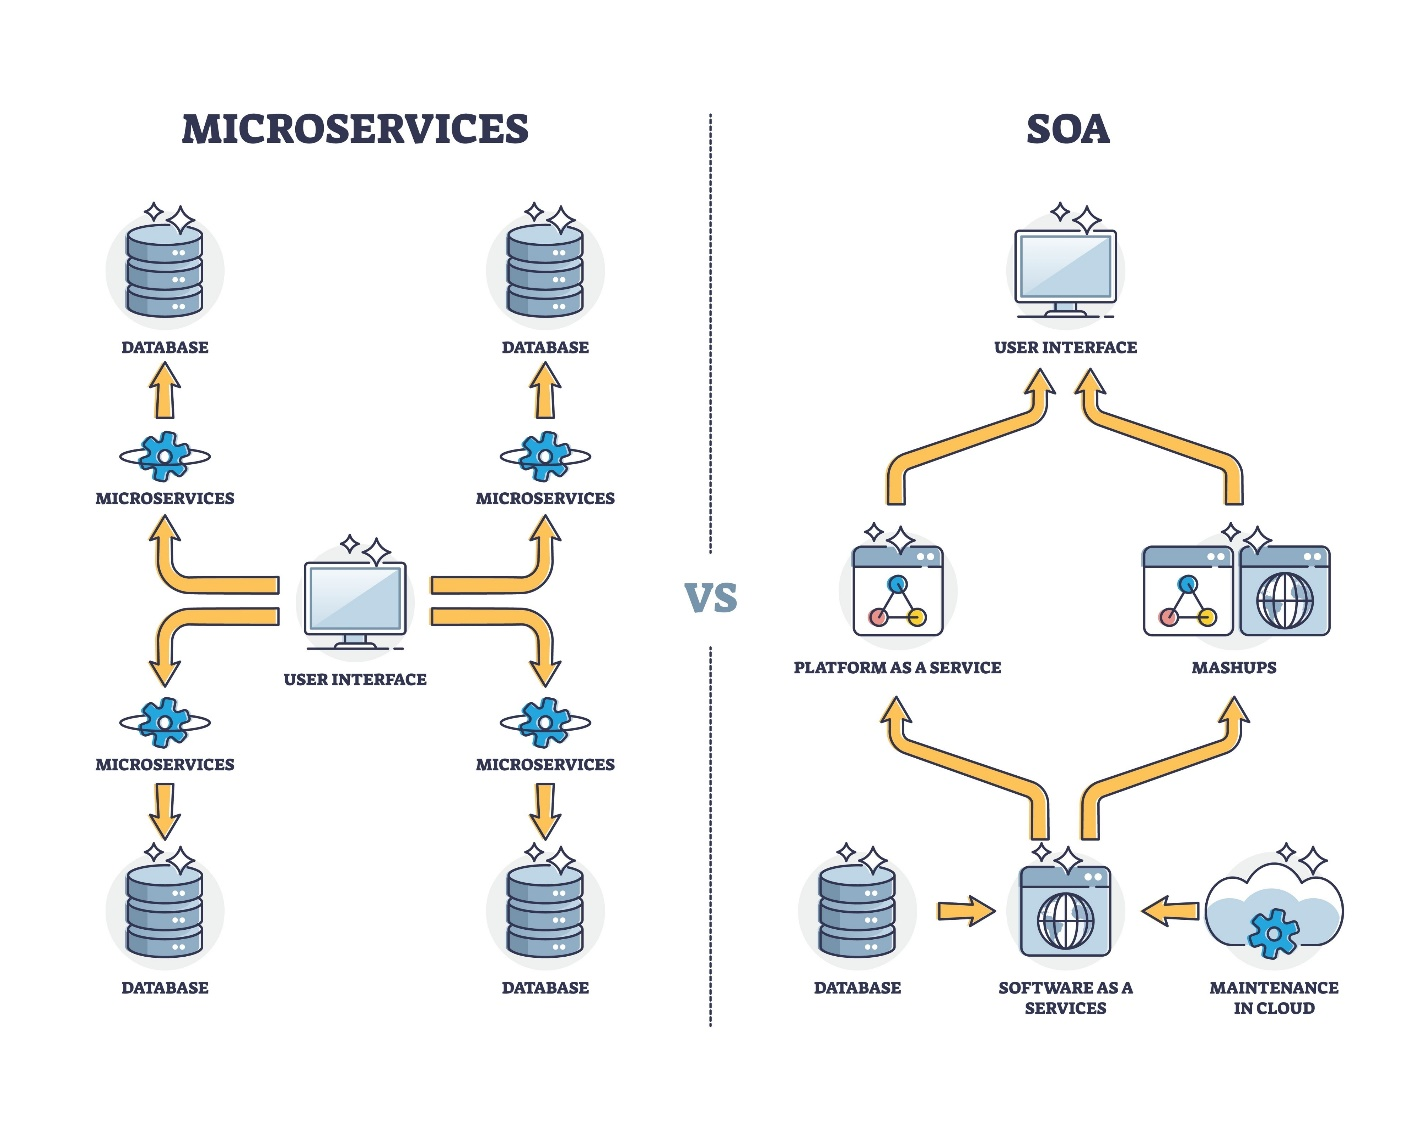 MICROSERVICES
DATABASE
DATABASE
MICROSERVICES
MICROSERVICES
USER INTERFACE
MICROSERVICES
MICROSERVICES
DATABASE
DATABASE
VS
SOA
USER INTERFACE
PLATFORM AS A SERVICE
MASHUPS
DATABASE
SOFTWARE AS A
SERVICES
MAINTENANCE
IN CLOUD